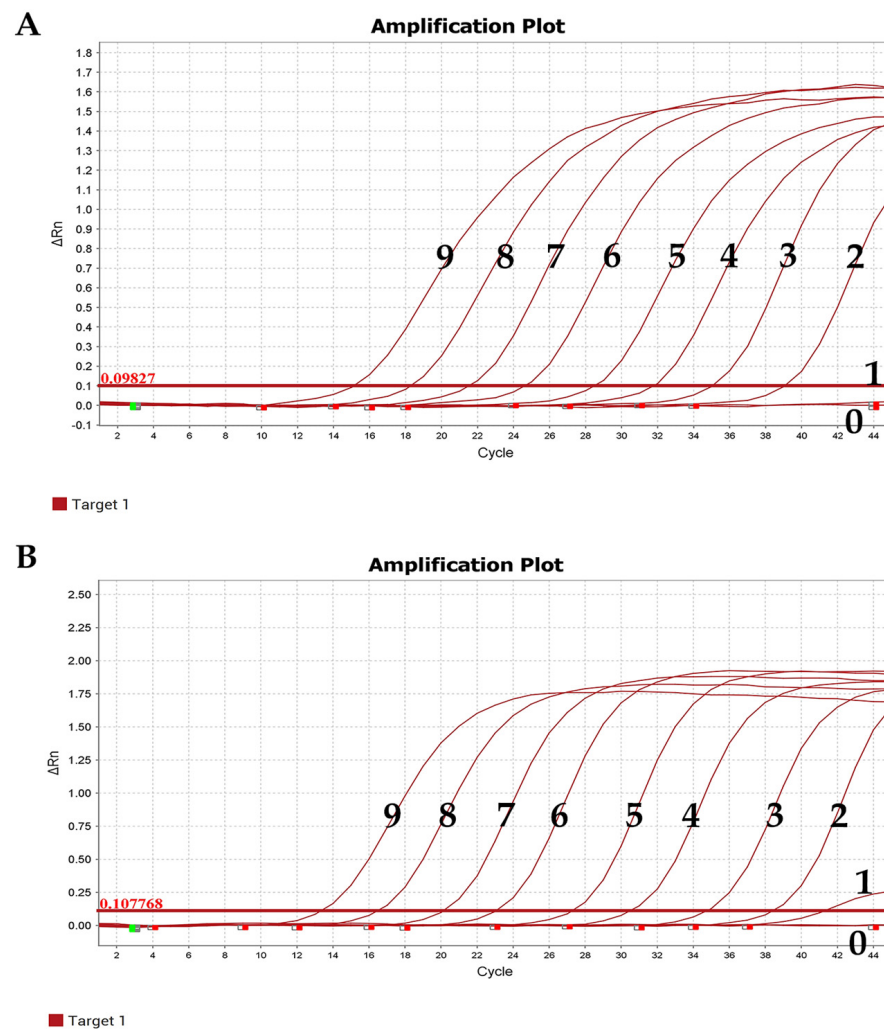 A
Amplification Plot
1.8
1.7
1.6
1.5
1.4
1.3
1.2
1.1
1.0
0.9
0.8
0.7
0.6
0.5
0.4
0.3
0.2
0.1
0.0
-0.1
ΔRn
9 8 7 6 5 4 3 2
1
0.09827
0
2 4 6 8 10 12 14 16 18 20 22 24 26 28 30 32 34 36 38 40 42 44
Cycle
Target 1
B
Amplification Plot
2.50
2.25
2.00
1.75
1.50
1.25
1.00
0.75
0.50
0.25
0.00
ΔRn
9 8 7 6 5 4 3 2
1
0.107768
0
2 4 6 8 10 12 14 16 18 20 22 24 26 28 30 32 34 36 38 40 42 44
Cycle
Target 1